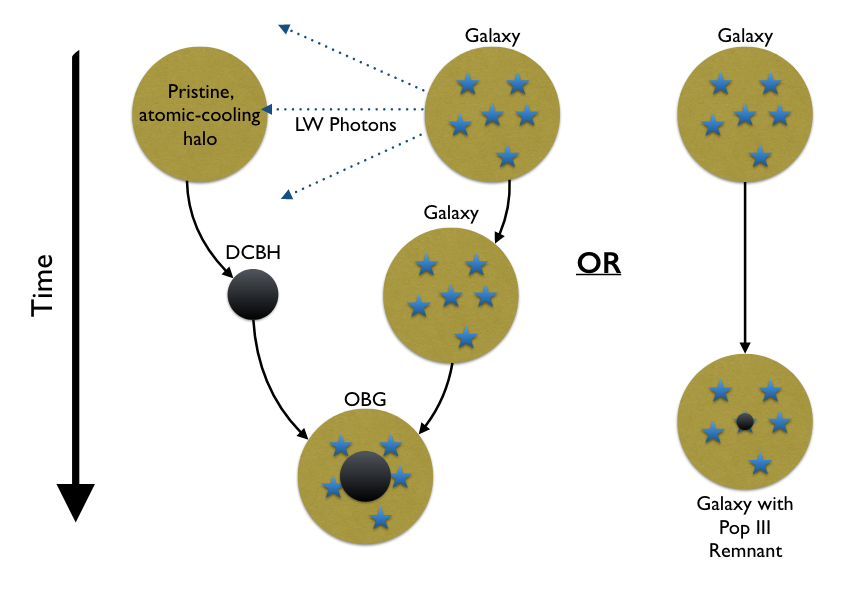 Galaxy
Galaxy
Pristine,
atomic-cooling
halo
LW Photons
Galaxy
DCBH
OR
Time
OBG
Galaxy with
Pop III
Remnant